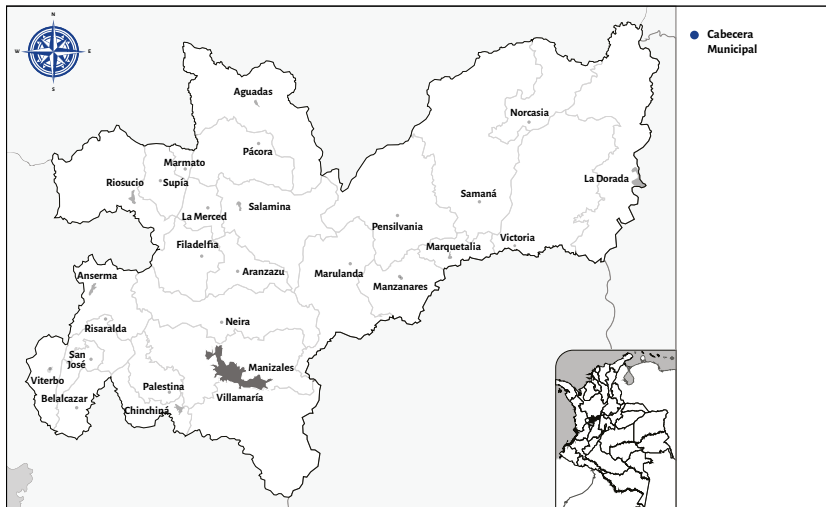 N
W
E
S
Cabecera
Municipal
Aguadas
Norcasia
Pácora
Marmato
Riosucio
Supía
La Dorada
Samaná
La Merced
Salamina
Pensilvania
Filadelfia
Marquetalia
Victoria
Anserma
Aranzazu
Marulanda
Manzanares
Risaralda
Neira
San
José
Manizales
Viterbo
Palestina
Belalcazar
Villamaría
Chinchiná